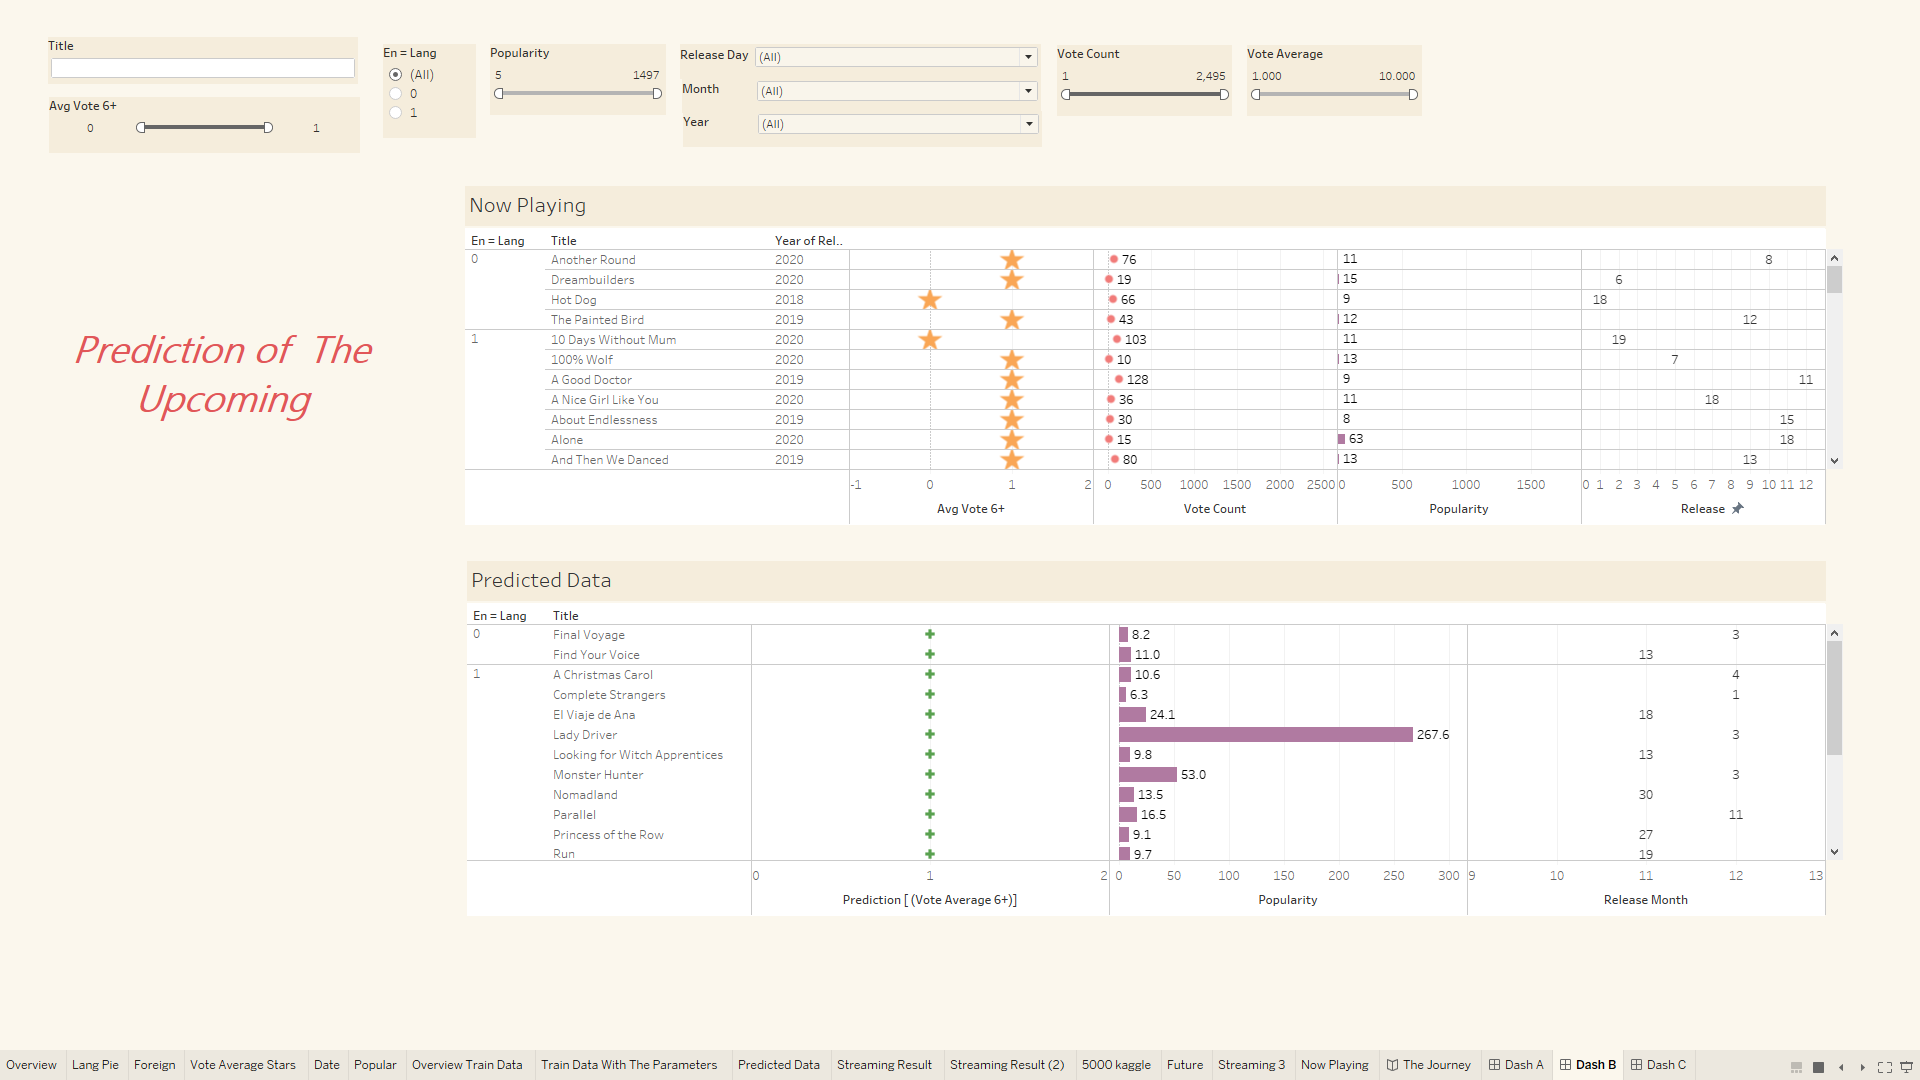 Title
Avg Vote 6+
0 1
En = Lang
(All)
0
1
Popularity
5 1497
Release Day (All)
Month (All)
Year (All)
Vote Count
1 2,495
Vote Average
1.000 10.000
Prediction of The
Upcoming
Now Playing
En = Lang Title Year of Rel..
0 Another Round 2020 76 11 8
Dreambuilders 2020 19 15 6
Hot Dog 2018 66 9 18
The Painted Bird 2019 43 12 12
1 10 Days Without Mum 2020 103 11 19
100% Wolf 2020 10 13 7
A Good Doctor 2019 128 9 11
A Nice Girl Like You 2020 36 11 18
About Endlessness 2019 30 8 15
Alone 2020 15 63 18
And Then We Danced 2019 80 13 13
-1 0 1 2 0 500 1000 1500 2000 2500 0 500 1000 1500 0 1 2 3 4 5 6 7 8 9 10 11 12
Avg Vote 6+ Vote Count Popularity Release
Predicted Data
En = Lang Title
0 Final Voyage 8.2 3
Find Your Voice 11.0 13
1 A Christmas Carol 10.6 4
Complete Strangers 6.3 1
El Viaje de Ana 24.1 18
Lady Driver 267.6 3
Looking for Witch Apprentices 9.8 13
Monster Hunter 53.0 3
Nomadland 13.5 30
Parallel 16.5 11
Princess of the Row 9.1 27
Run 9.7 19
0 1 2 0 50 100 150 200 250 300 9 10 11 12 13
Prediction [ (Vote Average 6+)] Popularity Release Month
Overview Lang Pie Foreign Vote Average Stars Date Popular Overview Train Data Train Data With The Parameters Predicted Data Streaming Result Streaming Result (2) 5000 kaggle Future Streaming 3 Now Playing The Journey Dash A Dash B Dash C